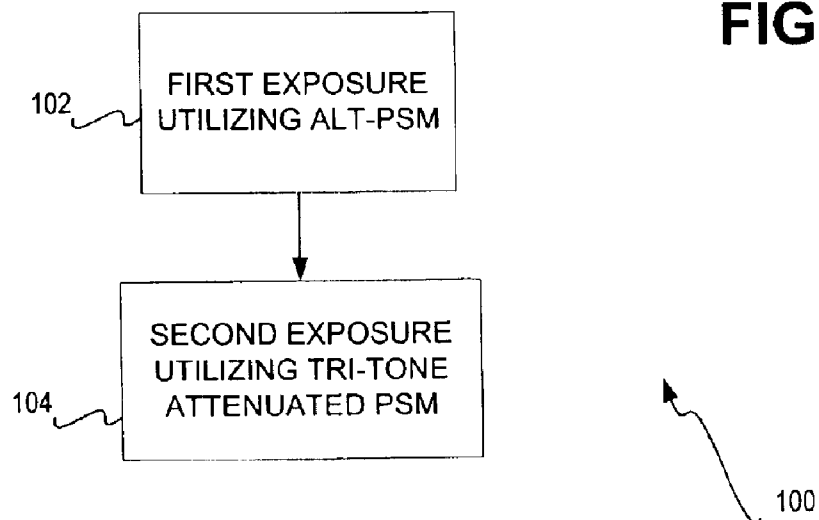 FIG
102
FIRST EXPOSURE
UTILIZING ALT-PSM
SECOND EXPOSURE
UTILIZING TRI-TONE
ATTENUATED PSM
104
100